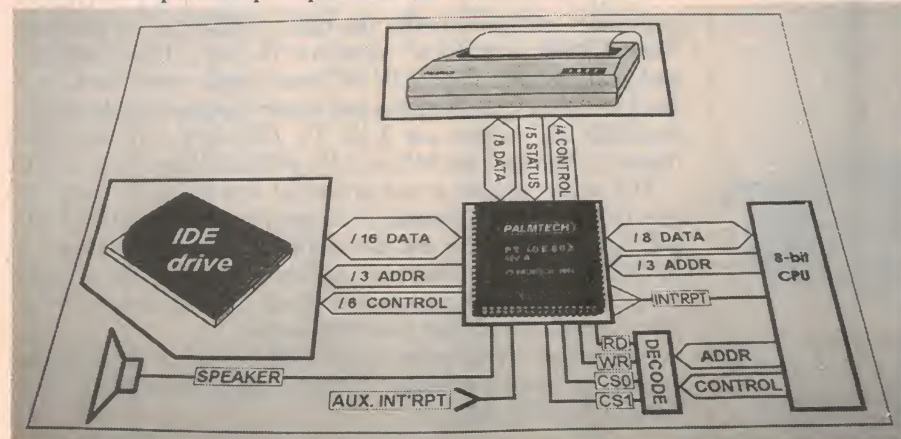 /8 DATA
/5 STATUS
/4 CONTROL
IDE
drive
/ 16 DATA
/ 3 ADDR
/ 6 CONTROL
PALMTECH
/ 8 DATA
/ 3 ADDR
INT'RPT
8-bit
CPU
RD
WR
CS0
CS1
DECODE
ADDR
CONTROL
SPEAKER
AUX. INT'RPT